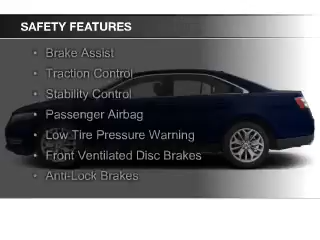 SAFETY FEATURES
• Brake Assist
• Traction Control
• Stability Control
• Passenger Airbag
• Low Tire Pressure Warning
• Front Ventilated Disc Brakes
• Anti-Lock Brakes